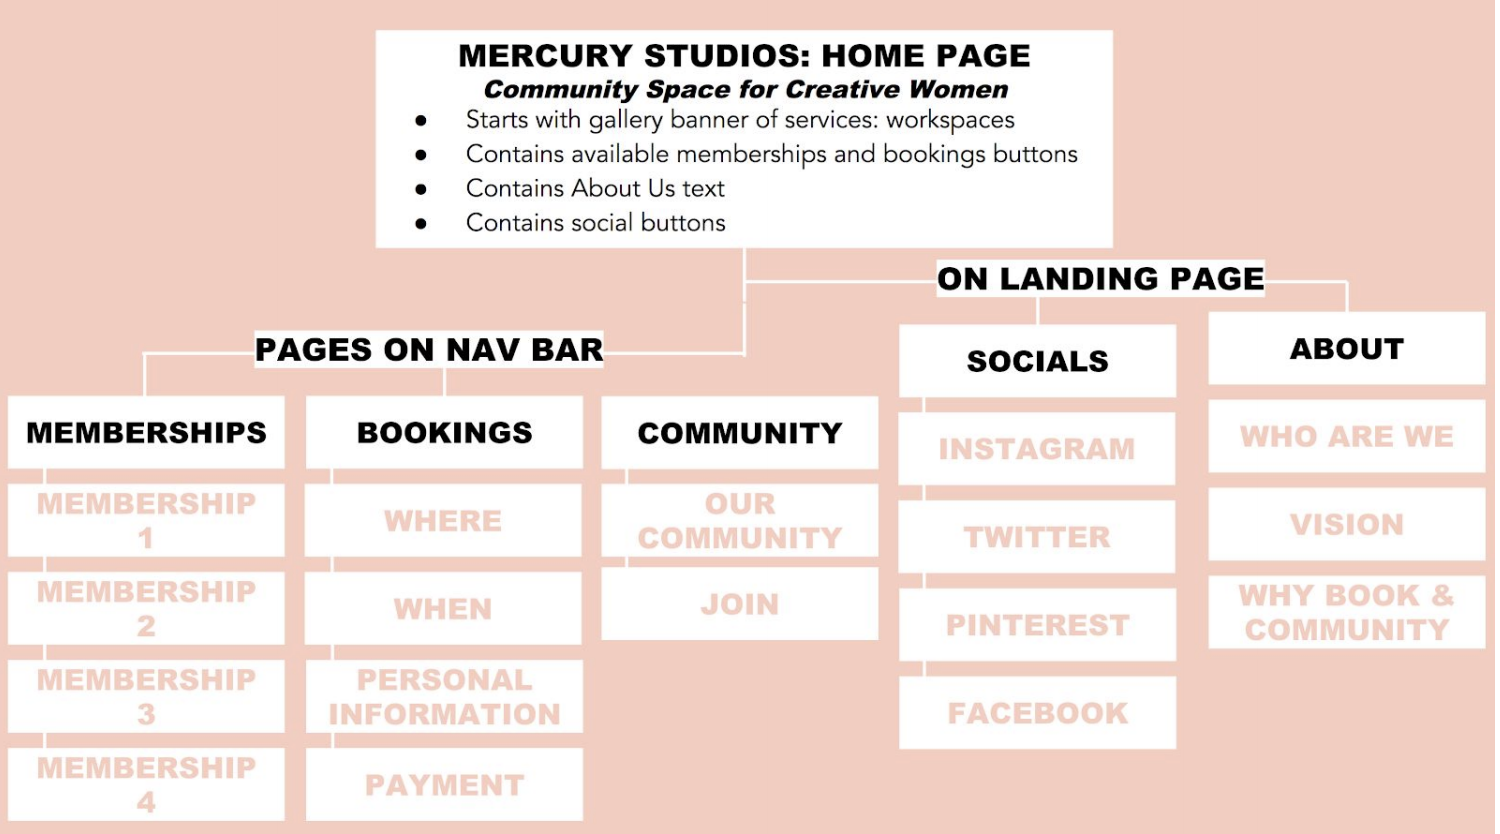 MERCURY STUDIOS: HOME PAGE
Community Space for Creative Women
● Starts with gallery banner of services: workspaces
● Contains available memberships and bookings buttons
● Contains About Us text
● Contains social buttons
ON LANDING PAGE
PAGES ON NAV BAR
MEMBERSHIPS
MEMBERSHIP
1
MEMBERSHIP
2
MEMBERSHIP
3
MEMBERSHIP
4
BOOKINGS
WHERE
WHEN
PERSONAL
INFORMATION
PAYMENT
COMMUNITY
OUR
COMMUNITY
JOIN
SOCIALS
INSTAGRAM
TWITTER
PINTEREST
FACEBOOK
ABOUT
WHO ARE WE
VISION
WHY BOOK &
COMMUNITY